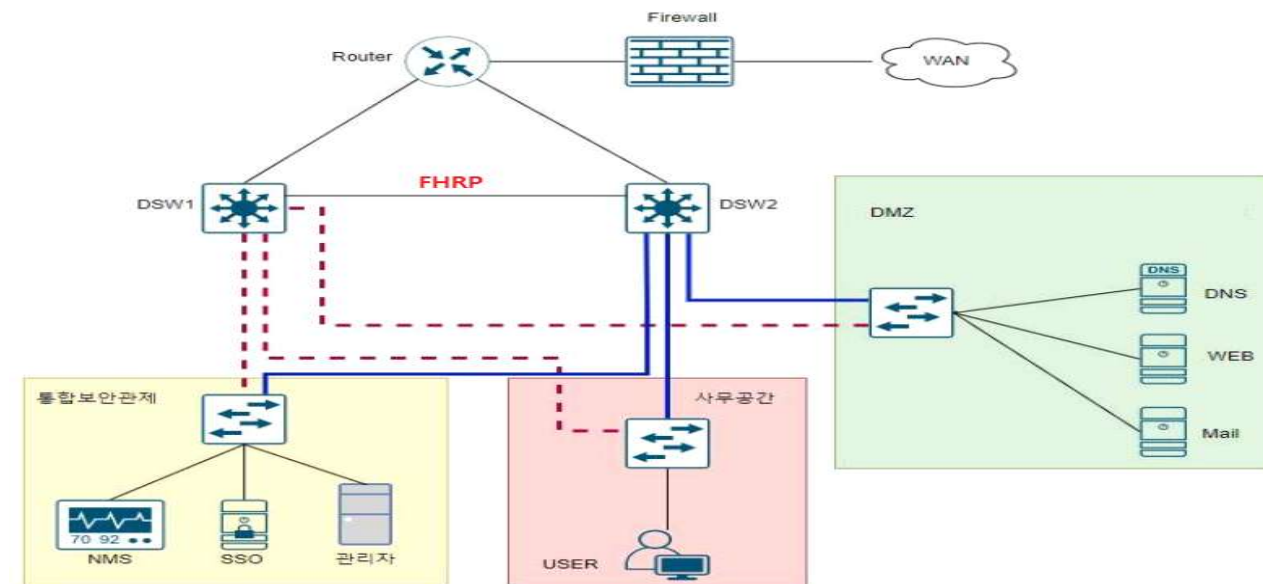 Firewall
Router
WAN
FHRP
DSW1
DSW2
DMZ
DNS
DNS
WEB
Mail
통합보안관제
사무공간
70 92
NMS
SSO
관리자
USER